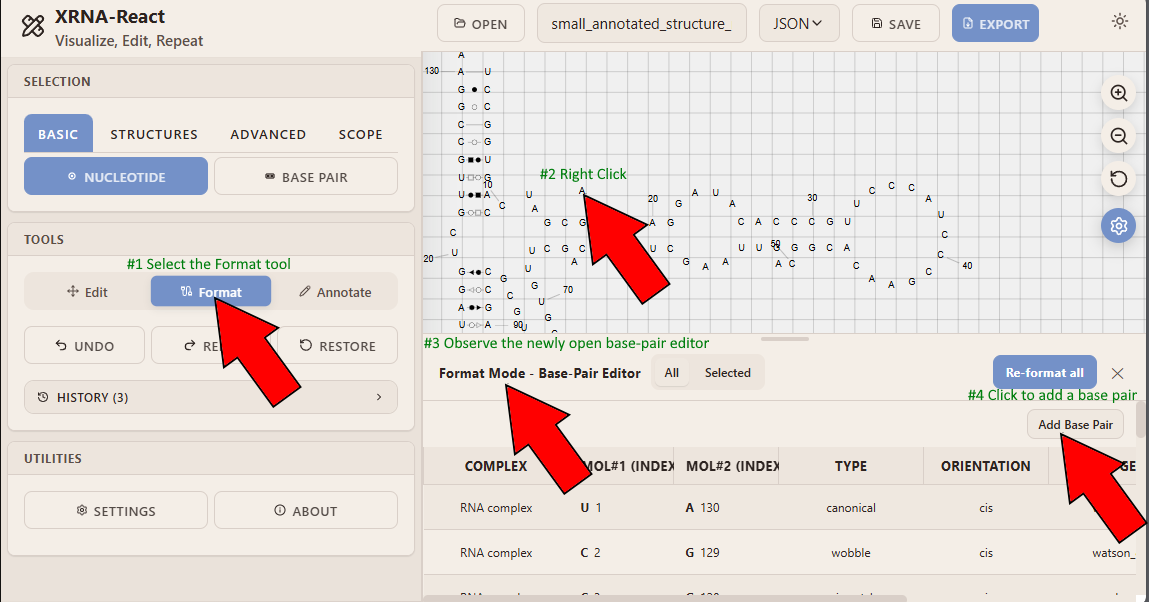 XRNA-React
Visualize, Edit, Repeat
OPEN
small_annotated_structure_
JSON
SAVE
EXPORT
SELECTION
BASIC
STRUCTURES
ADVANCED
SCOPE
NUCLEOTIDE
BASE PAIR
TOOLS
#1 Select the Format tool
Edit
Format
Annotate
UNDO
RE
RESTORE
HISTORY (3)
UTILITIES
SETTINGS
ABOUT
A
130 A U
G C
G C
C G
C G
G U
U G
10
U A
G C
C
C
U
20
G C
G C
A G
U A
90
U
#2 Right Click
C
U
A
A
G C G
20
A G
G
A U
A
C A C C C G U
30
U
C C C
A
U
C
C
40
C
G
A
A
C
U C G C
A
U C
G
A A
U U G G G C A
50
A C
U
G
G
C
G
U
70
G
#3 Observe the newly open base-pair editor
Format Mode - Base-Pair Editor
All
Selected
Re-format all
#4 Click to add a base pair
Add Base Pair
COMPLEX
MOL#1 (INDEX
MOL#2 (INDEX
TYPE
ORIENTATION
GE
RNA complex U 1 A 130 canonical cis
RNA complex C 2 G 129 wobble cis watson_